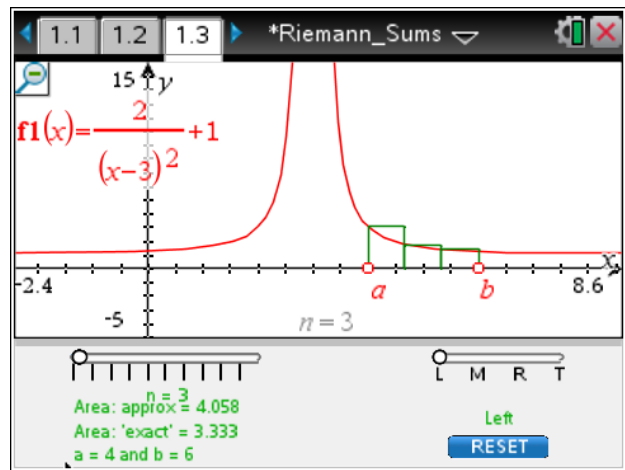 1.1 1.2 1.3 *Riemann_Sums
15 y
f1(x)=2/(x-3)^2+1
-2.4 a b 8.6 x
-5 n = 3
L M R T
n = 3
Area: approx = 4.058
Area: 'exact' = 3.333
a = 4 and b = 6
Left
RESET